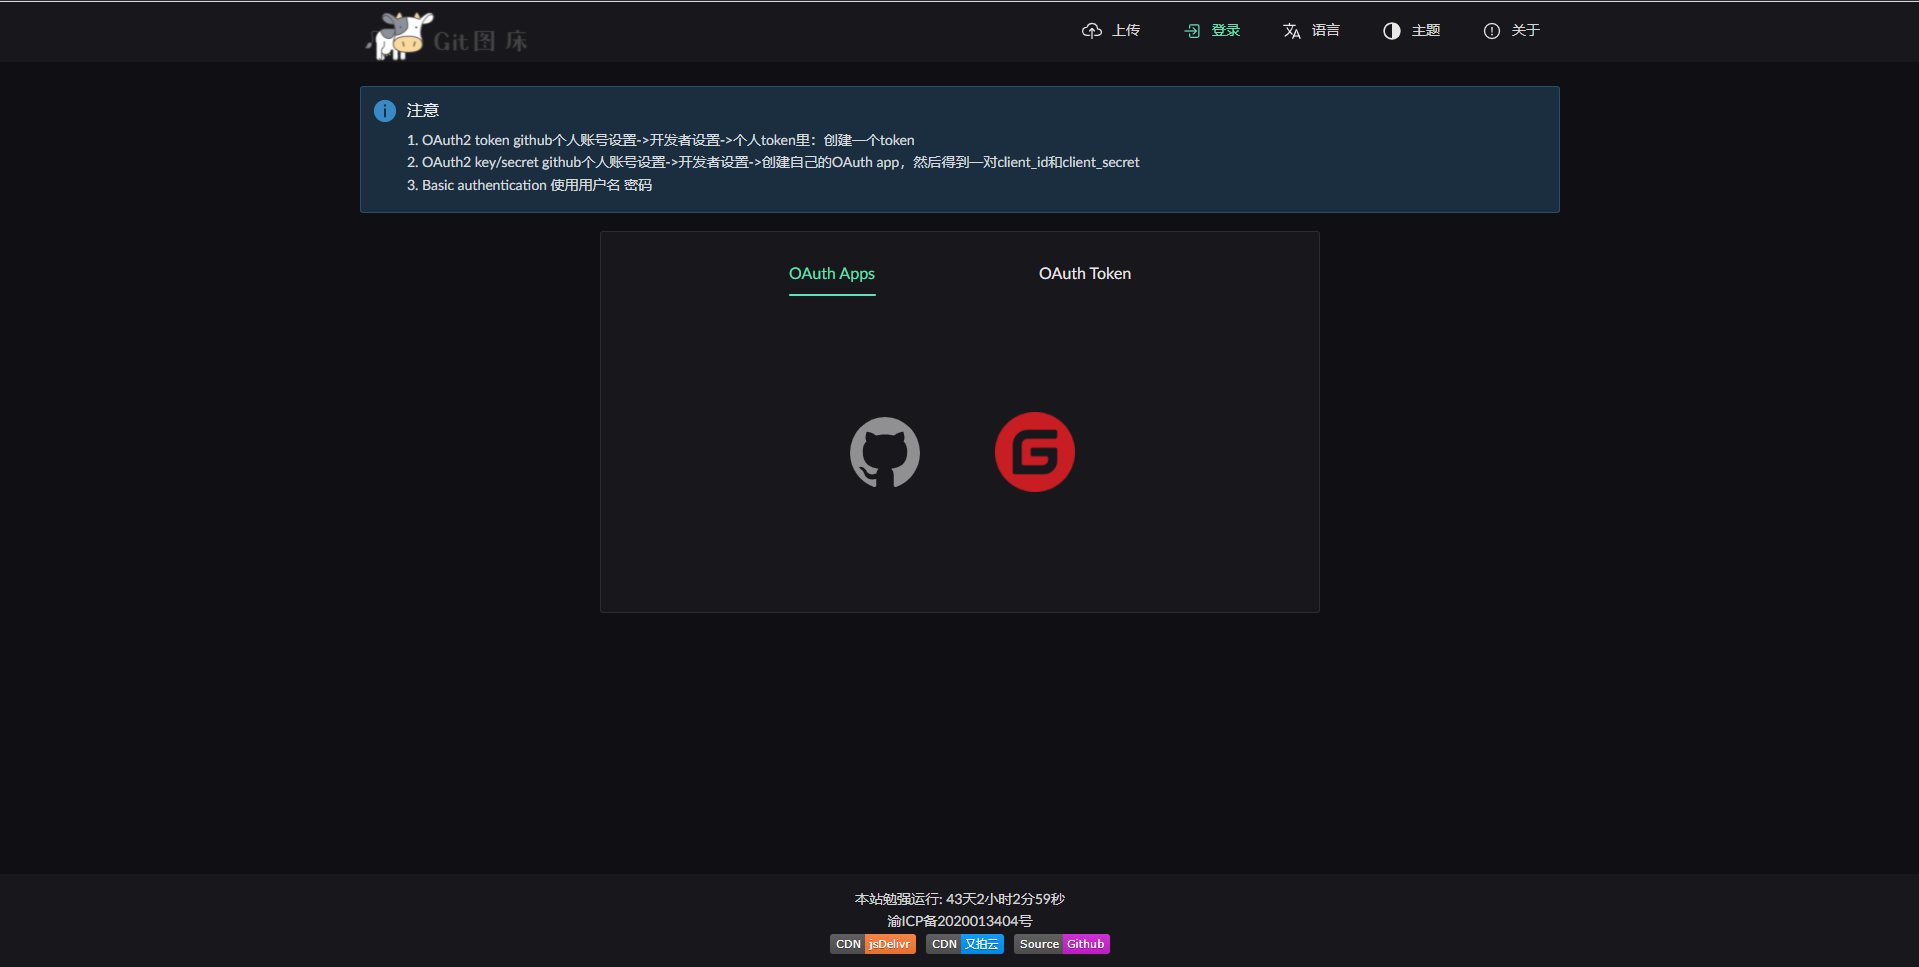 Git图 床
上传
登录
语言
主题
关于
注意
1. OAuth2 token github个人账号设置->开发者设置->个人token里：创建一个token
2. OAuth2 key/secret github个人账号设置->开发者设置->创建自己的OAuth app，然后得到一对client_id和client_secret
3. Basic authentication 使用用户名 密码
OAuth Apps
OAuth Token
本站勉强运行: 43天2小时2分59秒
渝ICP备2020013404号
CDN jsDelivr
CDN 又拍云
Source Github